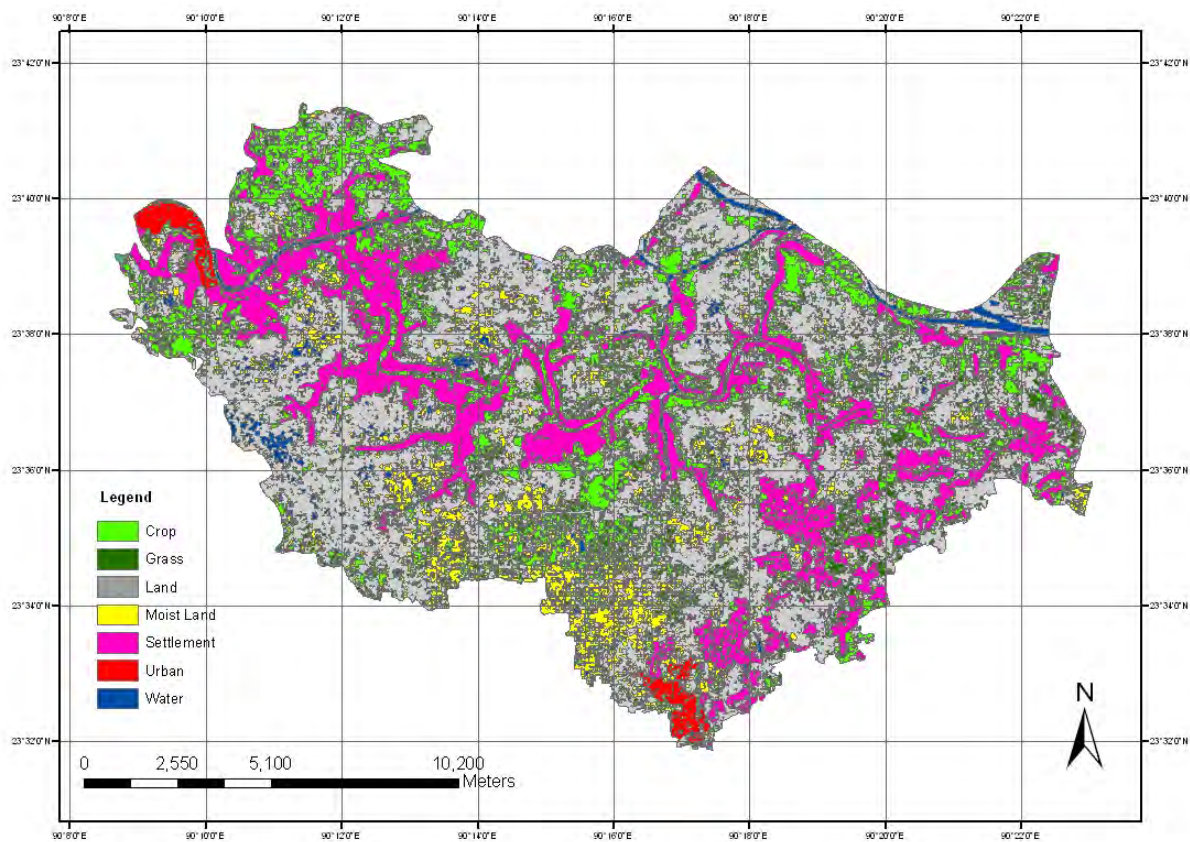 90°8'0"E 90°10'0"E 90°12'0"E 90°14'0"E 90°16'0"E 90°18'0"E 90°20'0"E 90°22'0"E
23°42'0"N 23°42'0"N
23°40'0"N 23°40'0"N
23°38'0"N 23°38'0"N
23°36'0"N 23°36'0"N
Legend
Crop
Grass
Land
Moist Land
Settlement
Urban
Water
23°34'0"N 23°34'0"N
N
23°32'0"N 23°32'0"N
0 2,550 5,100 10,200
Meters
90°8'0"E 90°10'0"E 90°12'0"E 90°14'0"E 90°16'0"E 90°18'0"E 90°20'0"E 90°22'0"E